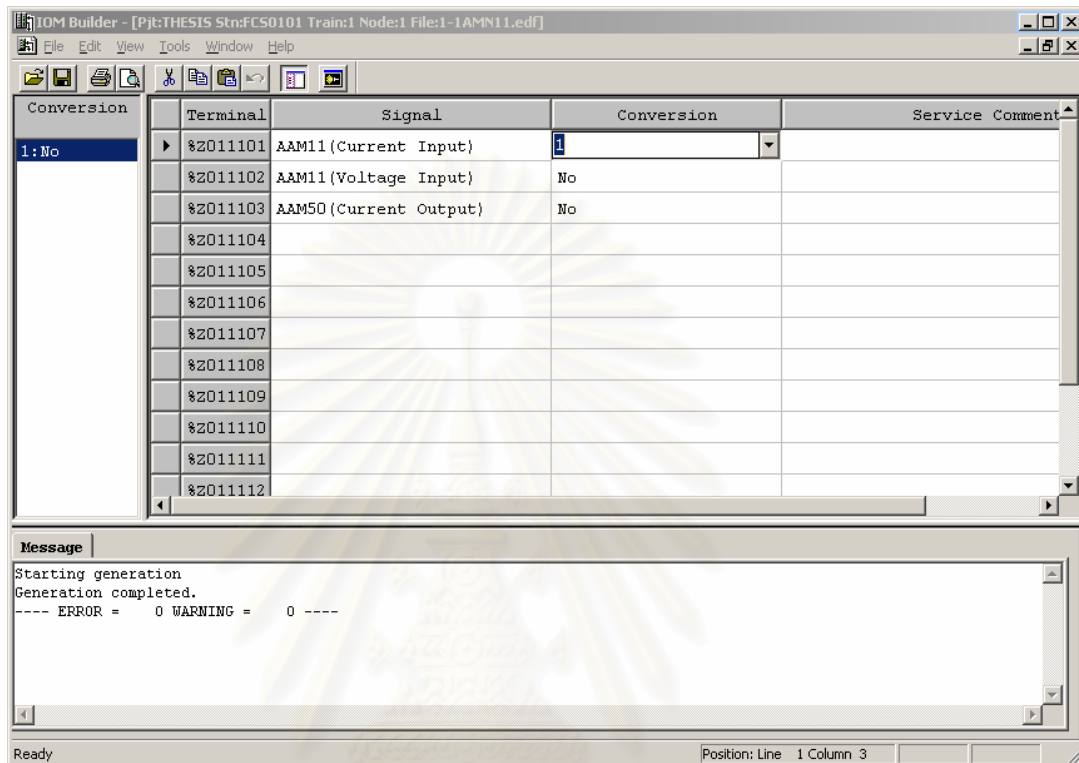 IOM Builder - [Pjt:THESIS Stn:FCS0101 Train:1 Node:1 File:1-1AMN11.edf]
File Edit View Tools Window Help
Conversion
1:No
Terminal Signal Conversion Service Comment
%Z011101 AAM11(Current Input) 1
%Z011102 AAM11(Voltage Input) No
%Z011103 AAM50(Current Output) No
%Z011104
%Z011105
%Z011106
%Z011107
%Z011108
%Z011109
%Z011110
%Z011111
%Z011112
Message
Starting generation
Generation completed.
---- ERROR = 0 WARNING = 0 ----
Ready Position: Line 1 Column 3